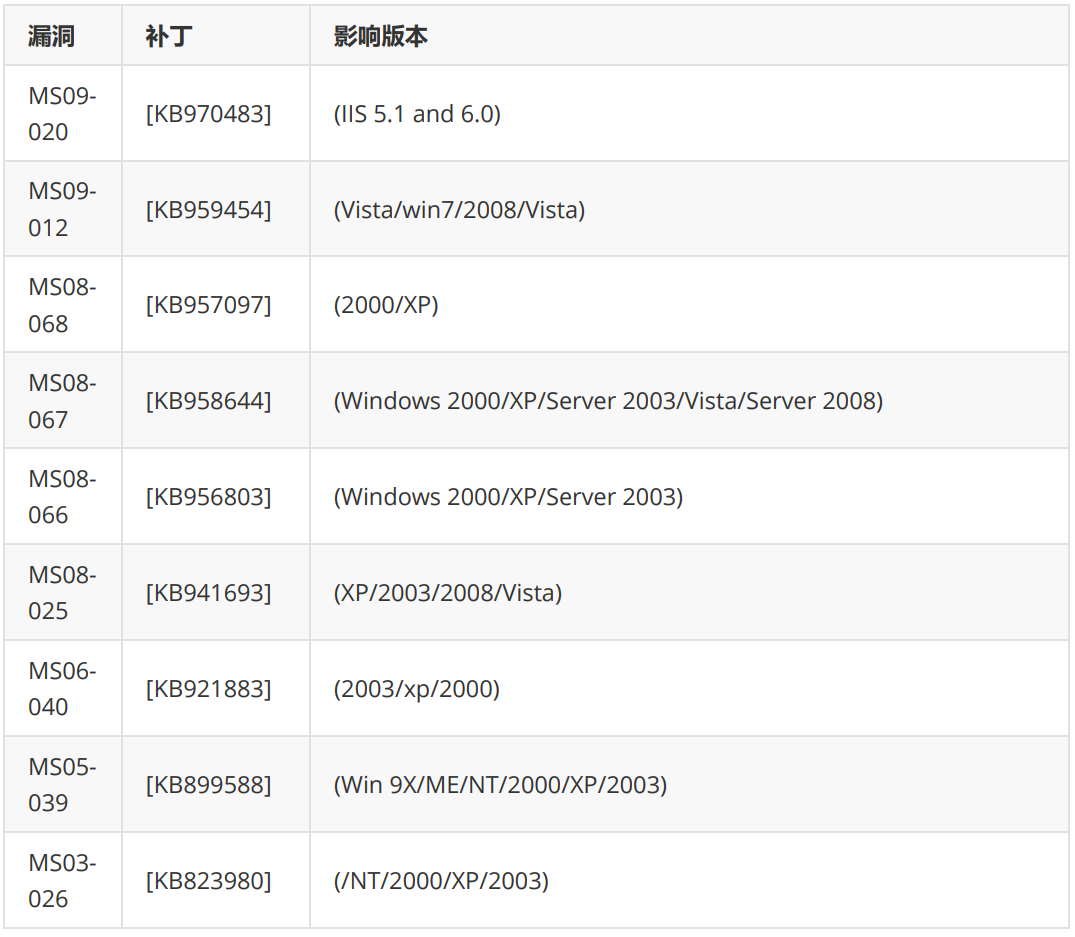 漏洞 补丁 影响版本
MS09-
020
[KB970483]
(IIS 5.1 and 6.0)
MS09-
012
[KB959454]
(Vista/win7/2008/Vista)
MS08-
068
[KB957097]
(2000/XP)
MS08-
067
[KB958644]
(Windows 2000/XP/Server 2003/Vista/Server 2008)
MS08-
066
[KB956803]
(Windows 2000/XP/Server 2003)
MS08-
025
[KB941693]
(XP/2003/2008/Vista)
MS06-
040
[KB921883]
(2003/xp/2000)
MS05-
039
[KB899588]
(Win 9X/ME/NT/2000/XP/2003)
MS03-
026
[KB823980]
(/NT/2000/XP/2003)